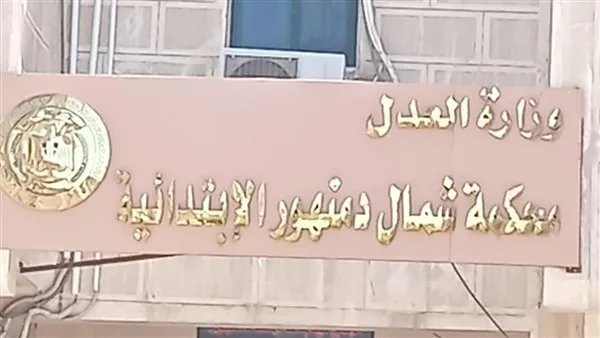 وزارة العدل
محكمة شمال دمنهور الإبتدائية